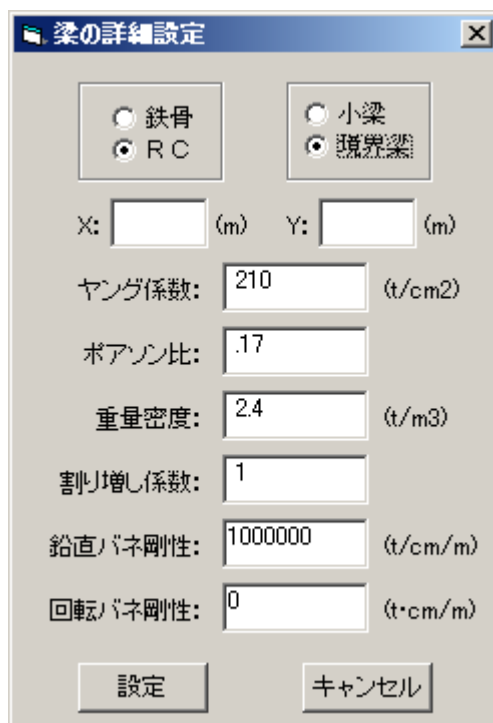 梁の詳細設定
鉄骨
ＲＣ
小梁
境界梁
X: (m) Y: (m)
ヤング係数: 210 (t/cm2)
ポアソン比: .17
重量密度: 2.4 (t/m3)
割り増し係数: 1
鉛直バネ剛性: 1000000 (t/cm/m)
回転バネ剛性: 0 (t・cm/m)
設定 キャンセル